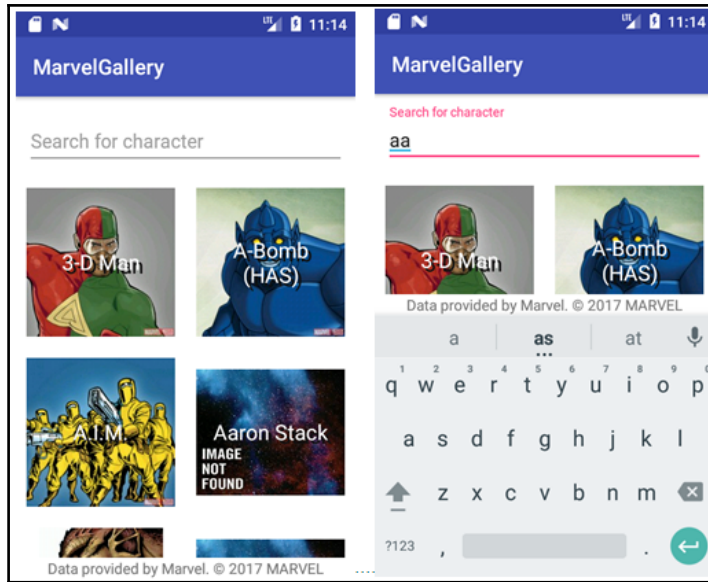 LTE 11:14
MarvelGallery
Search for character
3-D Man
A-Bomb
(HAS)
A.I.M.
Aaron Stack
IMAGE
NOT
FOUND
Data provided by Marvel. © 2017 MARVEL
LTE 11:14
MarvelGallery
Search for character
aa
3-D Man
A-Bomb
(HAS)
Data provided by Marvel. © 2017 MARVEL
a as at
1 2 3 4 5 6 7 8 9 0
q w e r t y u i o p
a s d f g h j k l
z x c v b n m
?123 , .